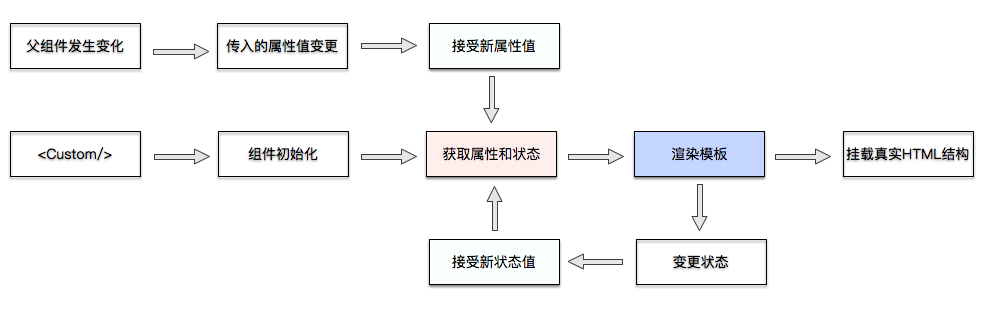 父组件发生变化
传入的属性值变更
接受新属性值
<Custom/>
组件初始化
获取属性和状态
渲染模板
挂载真实HTML结构
接受新状态值
变更状态